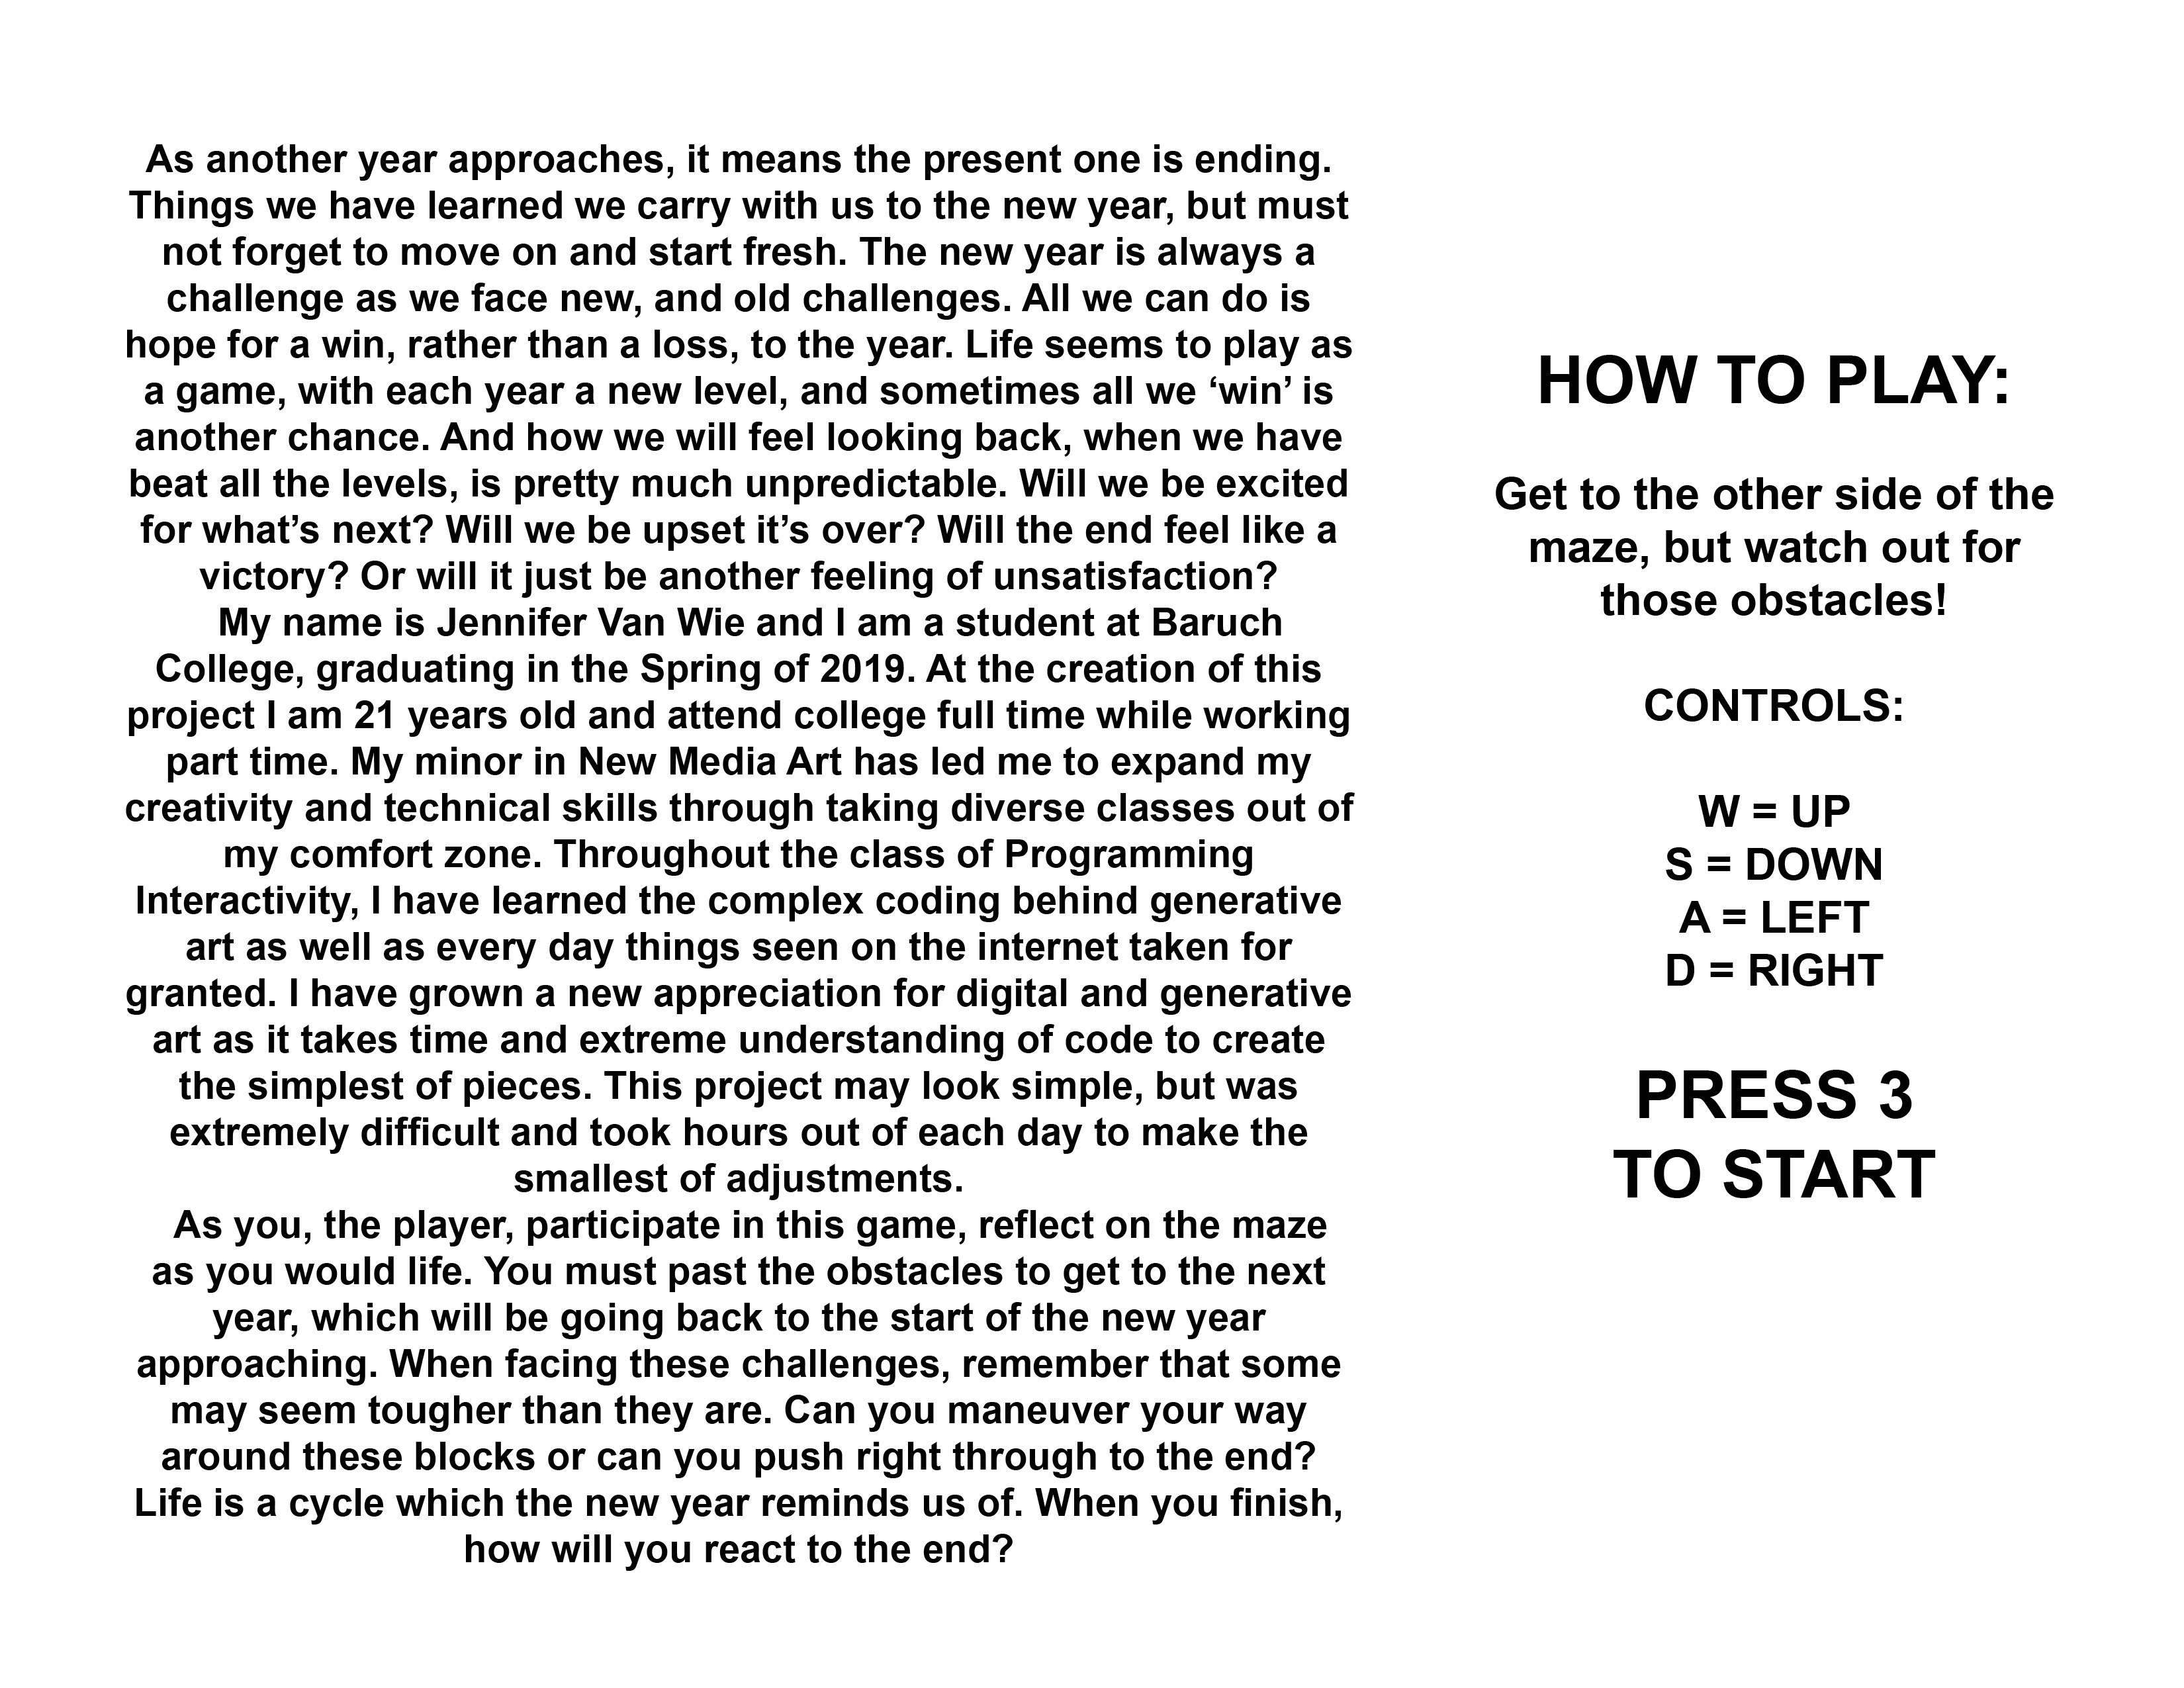 As another year approaches, it means the present one is ending.
Things we have learned we carry with us to the new year, but must
not forget to move on and start fresh. The new year is always a
challenge as we face new, and old challenges. All we can do is
hope for a win, rather than a loss, to the year. Life seems to play as
a game, with each year a new level, and sometimes all we ‘win’ is
another chance. And how we will feel looking back, when we have
beat all the levels, is pretty much unpredictable. Will we be excited
for what’s next? Will we be upset it’s over? Will the end feel like a
victory? Or will it just be another feeling of unsatisfaction?
My name is Jennifer Van Wie and I am a student at Baruch
College, graduating in the Spring of 2019. At the creation of this
project I am 21 years old and attend college full time while working
part time. My minor in New Media Art has led me to expand my
creativity and technical skills through taking diverse classes out of
my comfort zone. Throughout the class of Programming
Interactivity, I have learned the complex coding behind generative
art as well as every day things seen on the internet taken for
granted. I have grown a new appreciation for digital and generative
art as it takes time and extreme understanding of code to create
the simplest of pieces. This project may look simple, but was
extremely difficult and took hours out of each day to make the
smallest of adjustments.
As you, the player, participate in this game, reflect on the maze
as you would life. You must past the obstacles to get to the next
year, which will be going back to the start of the new year
approaching. When facing these challenges, remember that some
may seem tougher than they are. Can you maneuver your way
around these blocks or can you push right through to the end?
Life is a cycle which the new year reminds us of. When you finish,
how will you react to the end?
HOW TO PLAY:
Get to the other side of the
maze, but watch out for
those obstacles!
CONTROLS:
W = UP
S = DOWN
A = LEFT
D = RIGHT
PRESS 3
TO START